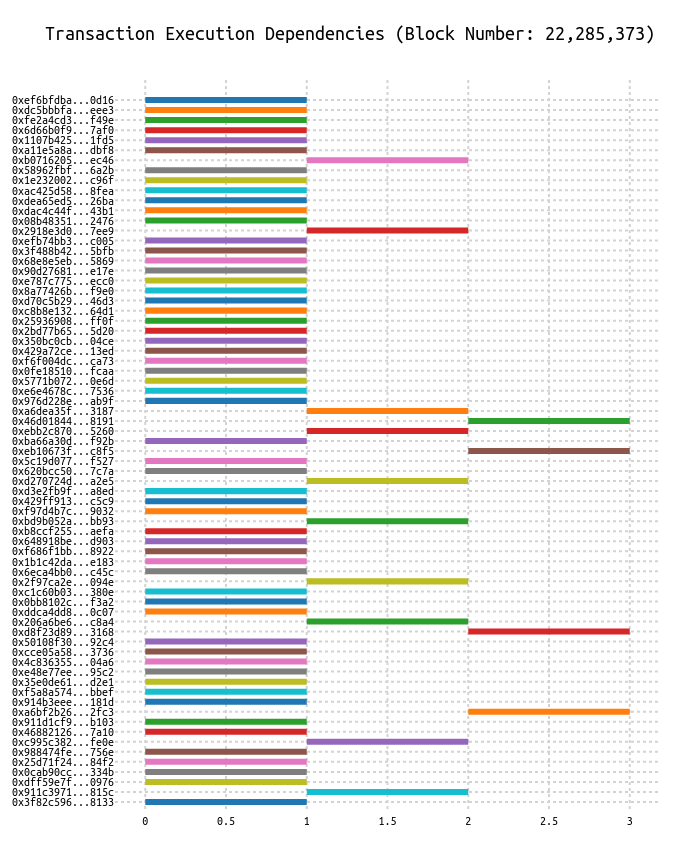 Transaction Execution Dependencies (Block Number: 22,285,373)
0xef6bfdba...0d16
0xdc5bbbfa...eee3
0xfe2a4cd3...f49e
0x6d66b0f9...7af0
0x1107b425...1fd5
0xa11e5a8a...dbf8
0xb0716205...ec46
0x58962fbf...6a2b
0x1e232002...c96f
0xac425d58...8fea
0xdea65ed5...26ba
0xdac4c44f...43b1
0x08b48351...2476
0x2918e3d0...7ee9
0xefb74bb3...c005
0x3f488b42...5bfb
0x68e8e5eb...5869
0x90d27681...e17e
0xe787c775...ecc0
0x8a77426b...f9e0
0xd70c5b29...46d3
0xc8b8e132...64d1
0x25936908...ff0f
0x2bd77b65...5d20
0x350bc0cb...04ce
0x429a72ce...13ed
0xf6f004dc...ca73
0x0fe18510...fcaa
0x5771b072...0e6d
0xe6e4678c...7536
0x976d228e...ab9f
0xa6dea35f...3187
0x46d01844...8191
0xebb2c870...5260
0xba66a30d...f92b
0xeb10673f...c8f5
0x5c19d077...f527
0x620bcc50...7c7a
0xd270724d...a2e5
0xd3e2fb9f...a8ed
0x429ff913...c5c9
0xf97d4b7c...9032
0xbd9b052a...bb93
0xb8ccf255...aefa
0x648918be...d903
0xf686f1bb...8922
0x1b1c42da...e183
0x6eca4bb0...c45c
0x2f97ca2e...094e
0xc1c60b03...380e
0x0bb8102c...f3a2
0xddca4dd8...0c07
0x206a6be6...c8a4
0xd8f23d89...3168
0x50108f30...92c4
0xcce05a58...3736
0x4c836355...04a6
0xe48e77ee...95c2
0x35e0de61...d2e1
0xf5a8a574...bbef
0x914b3eee...181d
0xa6bf2b26...2fc3
0x911d1cf9...b103
0x46882126...7a10
0xc995c382...fe0e
0x988474fe...756e
0x25d71f24...84f2
0x0cab90cc...334b
0xdff59e7f...0976
0x911c3971...815c
0x3f82c596...8133
0 0.5 1 1.5 2 2.5 3